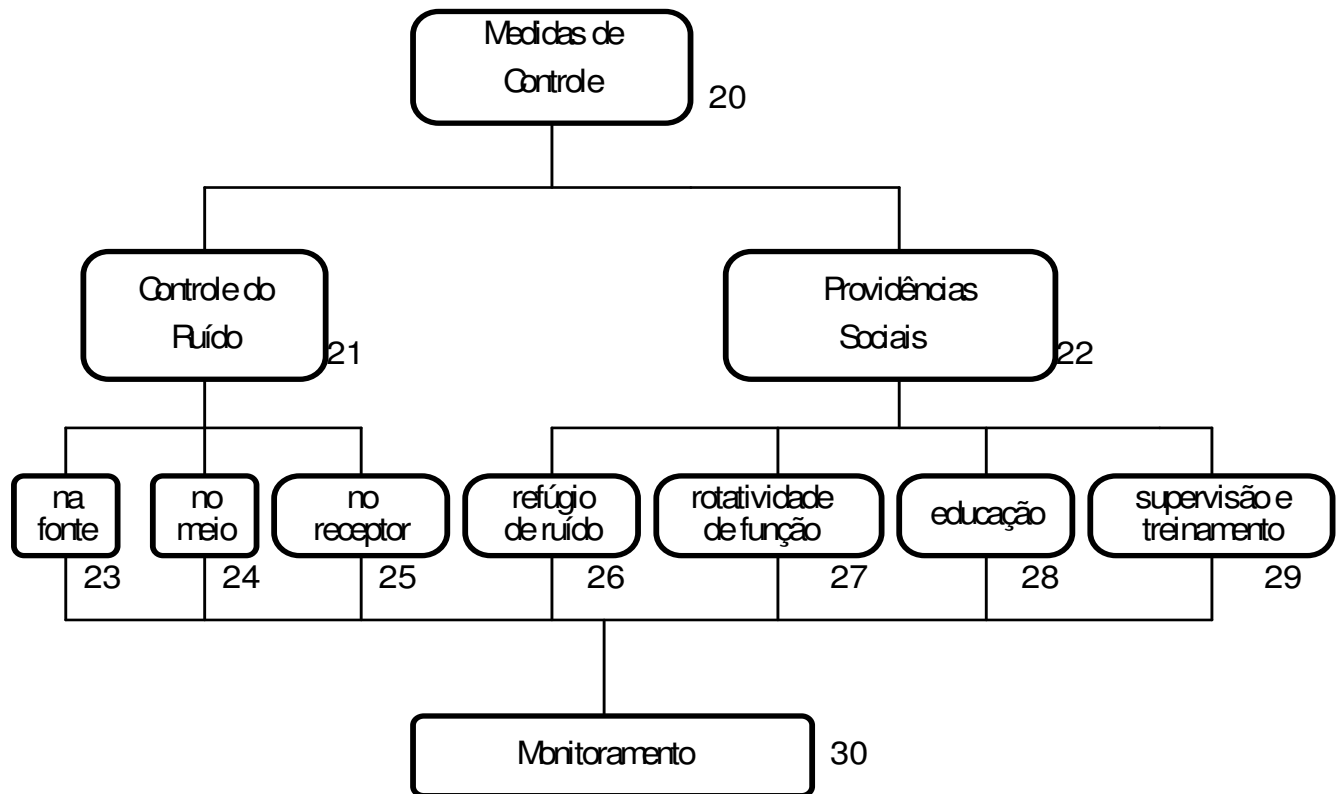 Medidas de
Controle
20
Controle do
Ruído
21
Providências
Sociais
22
na
fonte
23
no
meio
24
no
receptor
25
refúgio
de ruído
26
rotatividade
de função
27
educação
28
supervisão e
treinamento
29
Monitoramento
30